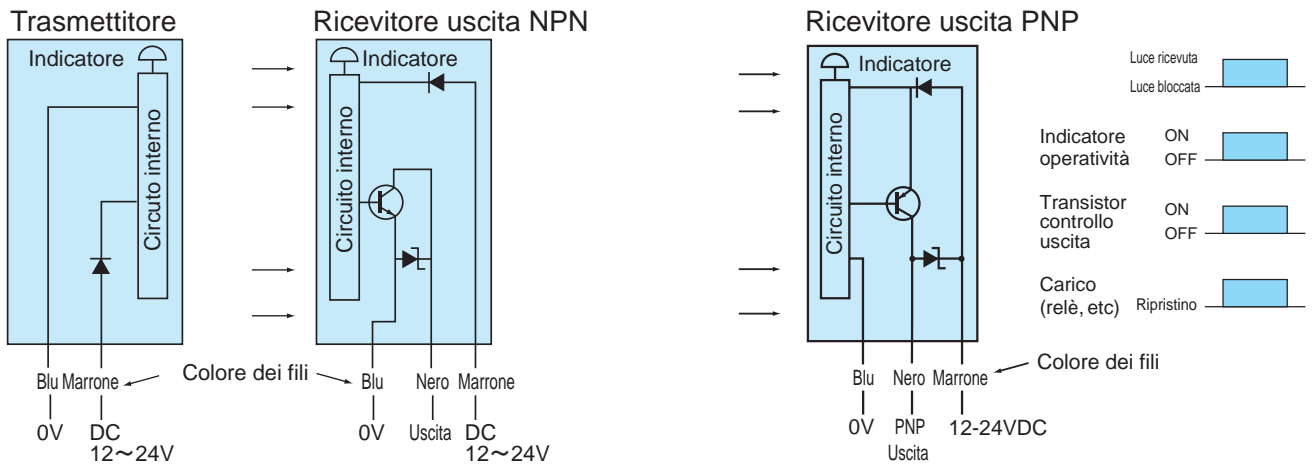 Trasmettitore
Indicatore
Circuito interno
Blu Marrone
0V DC
12～24V
Colore dei fili
Ricevitore uscita NPN
Indicatore
Circuito interno
Blu Nero Marrone
0V Uscita DC
12～24V
Ricevitore uscita PNP
Indicatore
Circuito interno
Blu Nero Marrone
0V PNP 12-24VDC
Uscita
Colore dei fili
Luce ricevuta
Luce bloccata
Indicatore ON
operatività OFF
Transistor ON
controllo OFF
uscita
Carico
(relè, etc) Ripristino